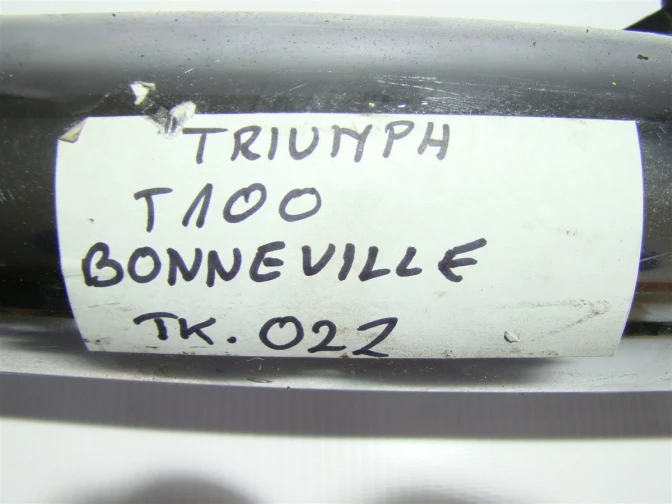 TRIUMPH
T100
BONNEVILLE
TK. 022